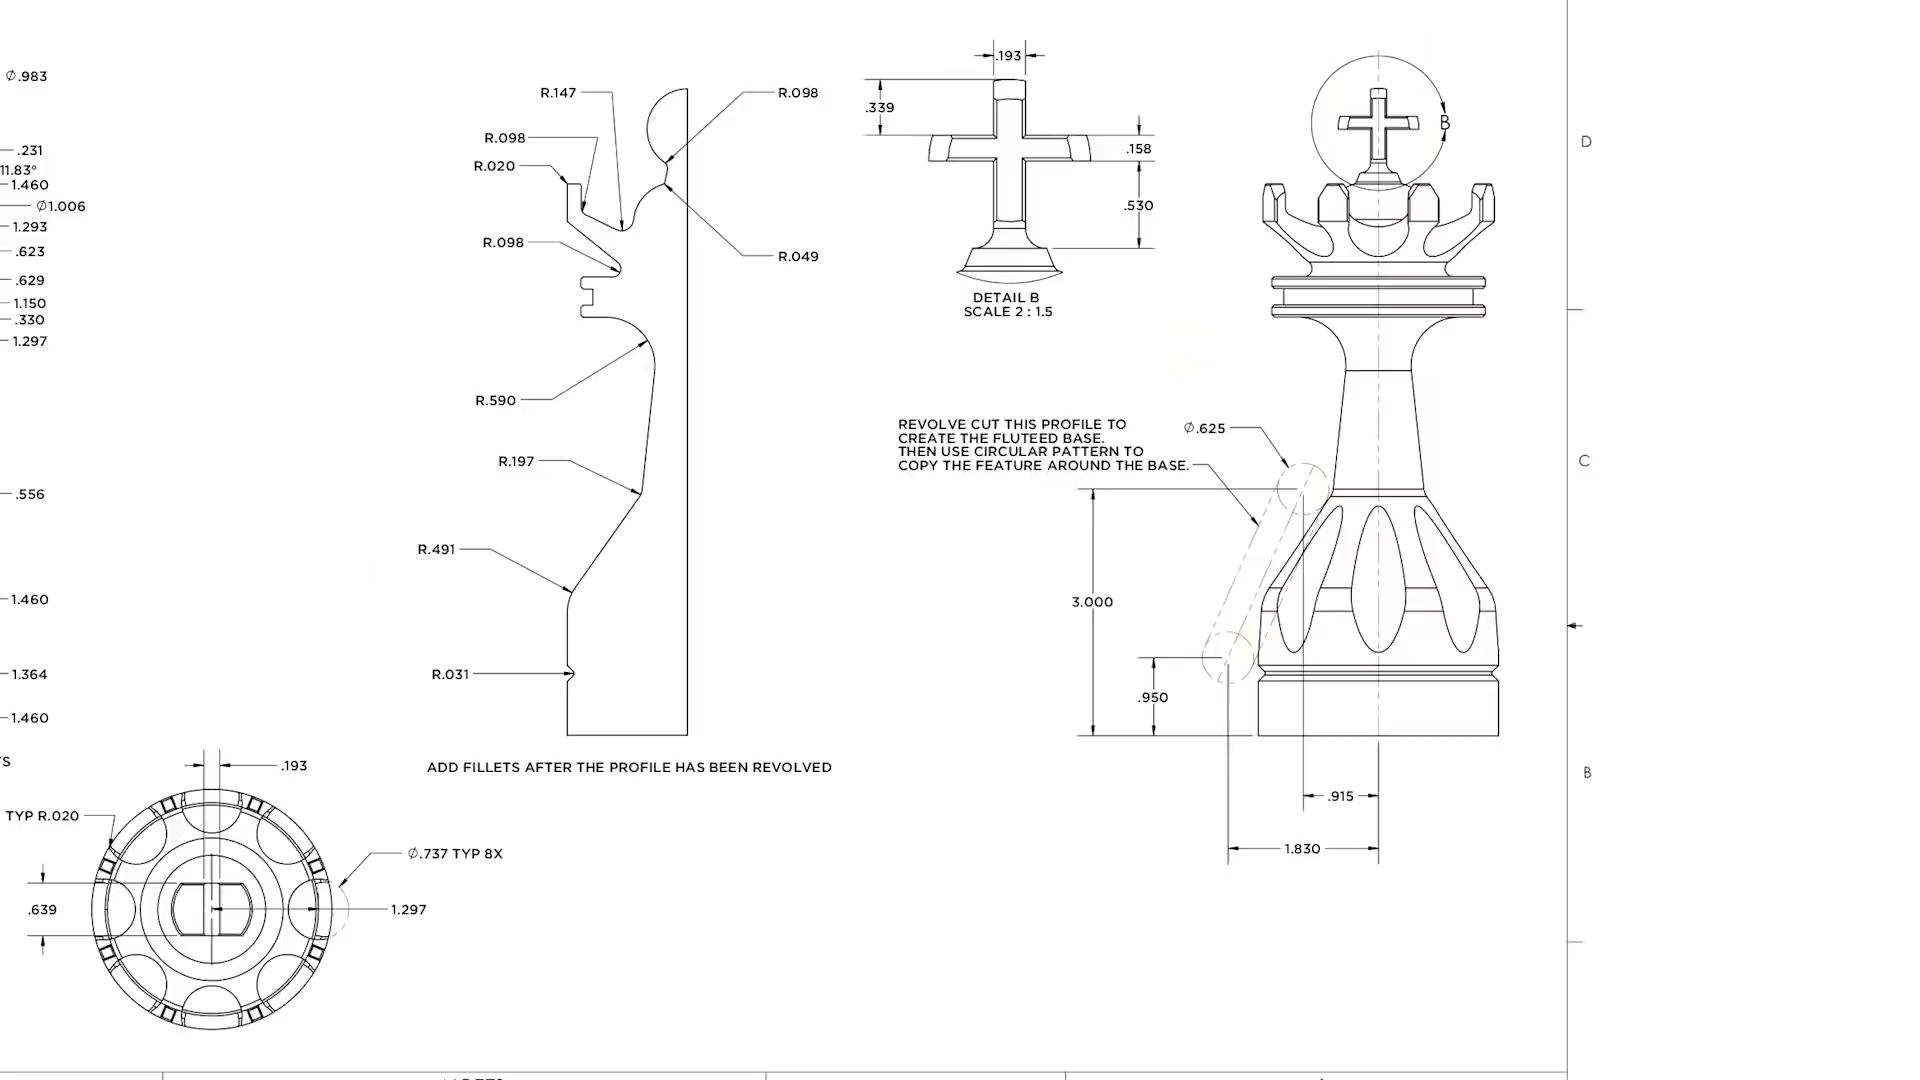 Ø.983
.231
11.83°
1.460
Ø1.006
1.293
.623
.629
1.150
.330
1.297
.556
1.460
1.364
1.460
R.147
R.098
R.098
R.020
R.098
R.049
R.590
R.197
R.491
R.031
ADD FILLETS AFTER THE PROFILE HAS BEEN REVOLVED
.193
.339
.158
.530
DETAIL B
SCALE 2 : 1.5
B
REVOLVE CUT THIS PROFILE TO
CREATE THE FLUTEED BASE.
THEN USE CIRCULAR PATTERN TO
COPY THE FEATURE AROUND THE BASE.
Ø.625
3.000
.950
.915
1.830
.193
TYP R.020
Ø.737 TYP 8X
.639
1.297
D
C
B